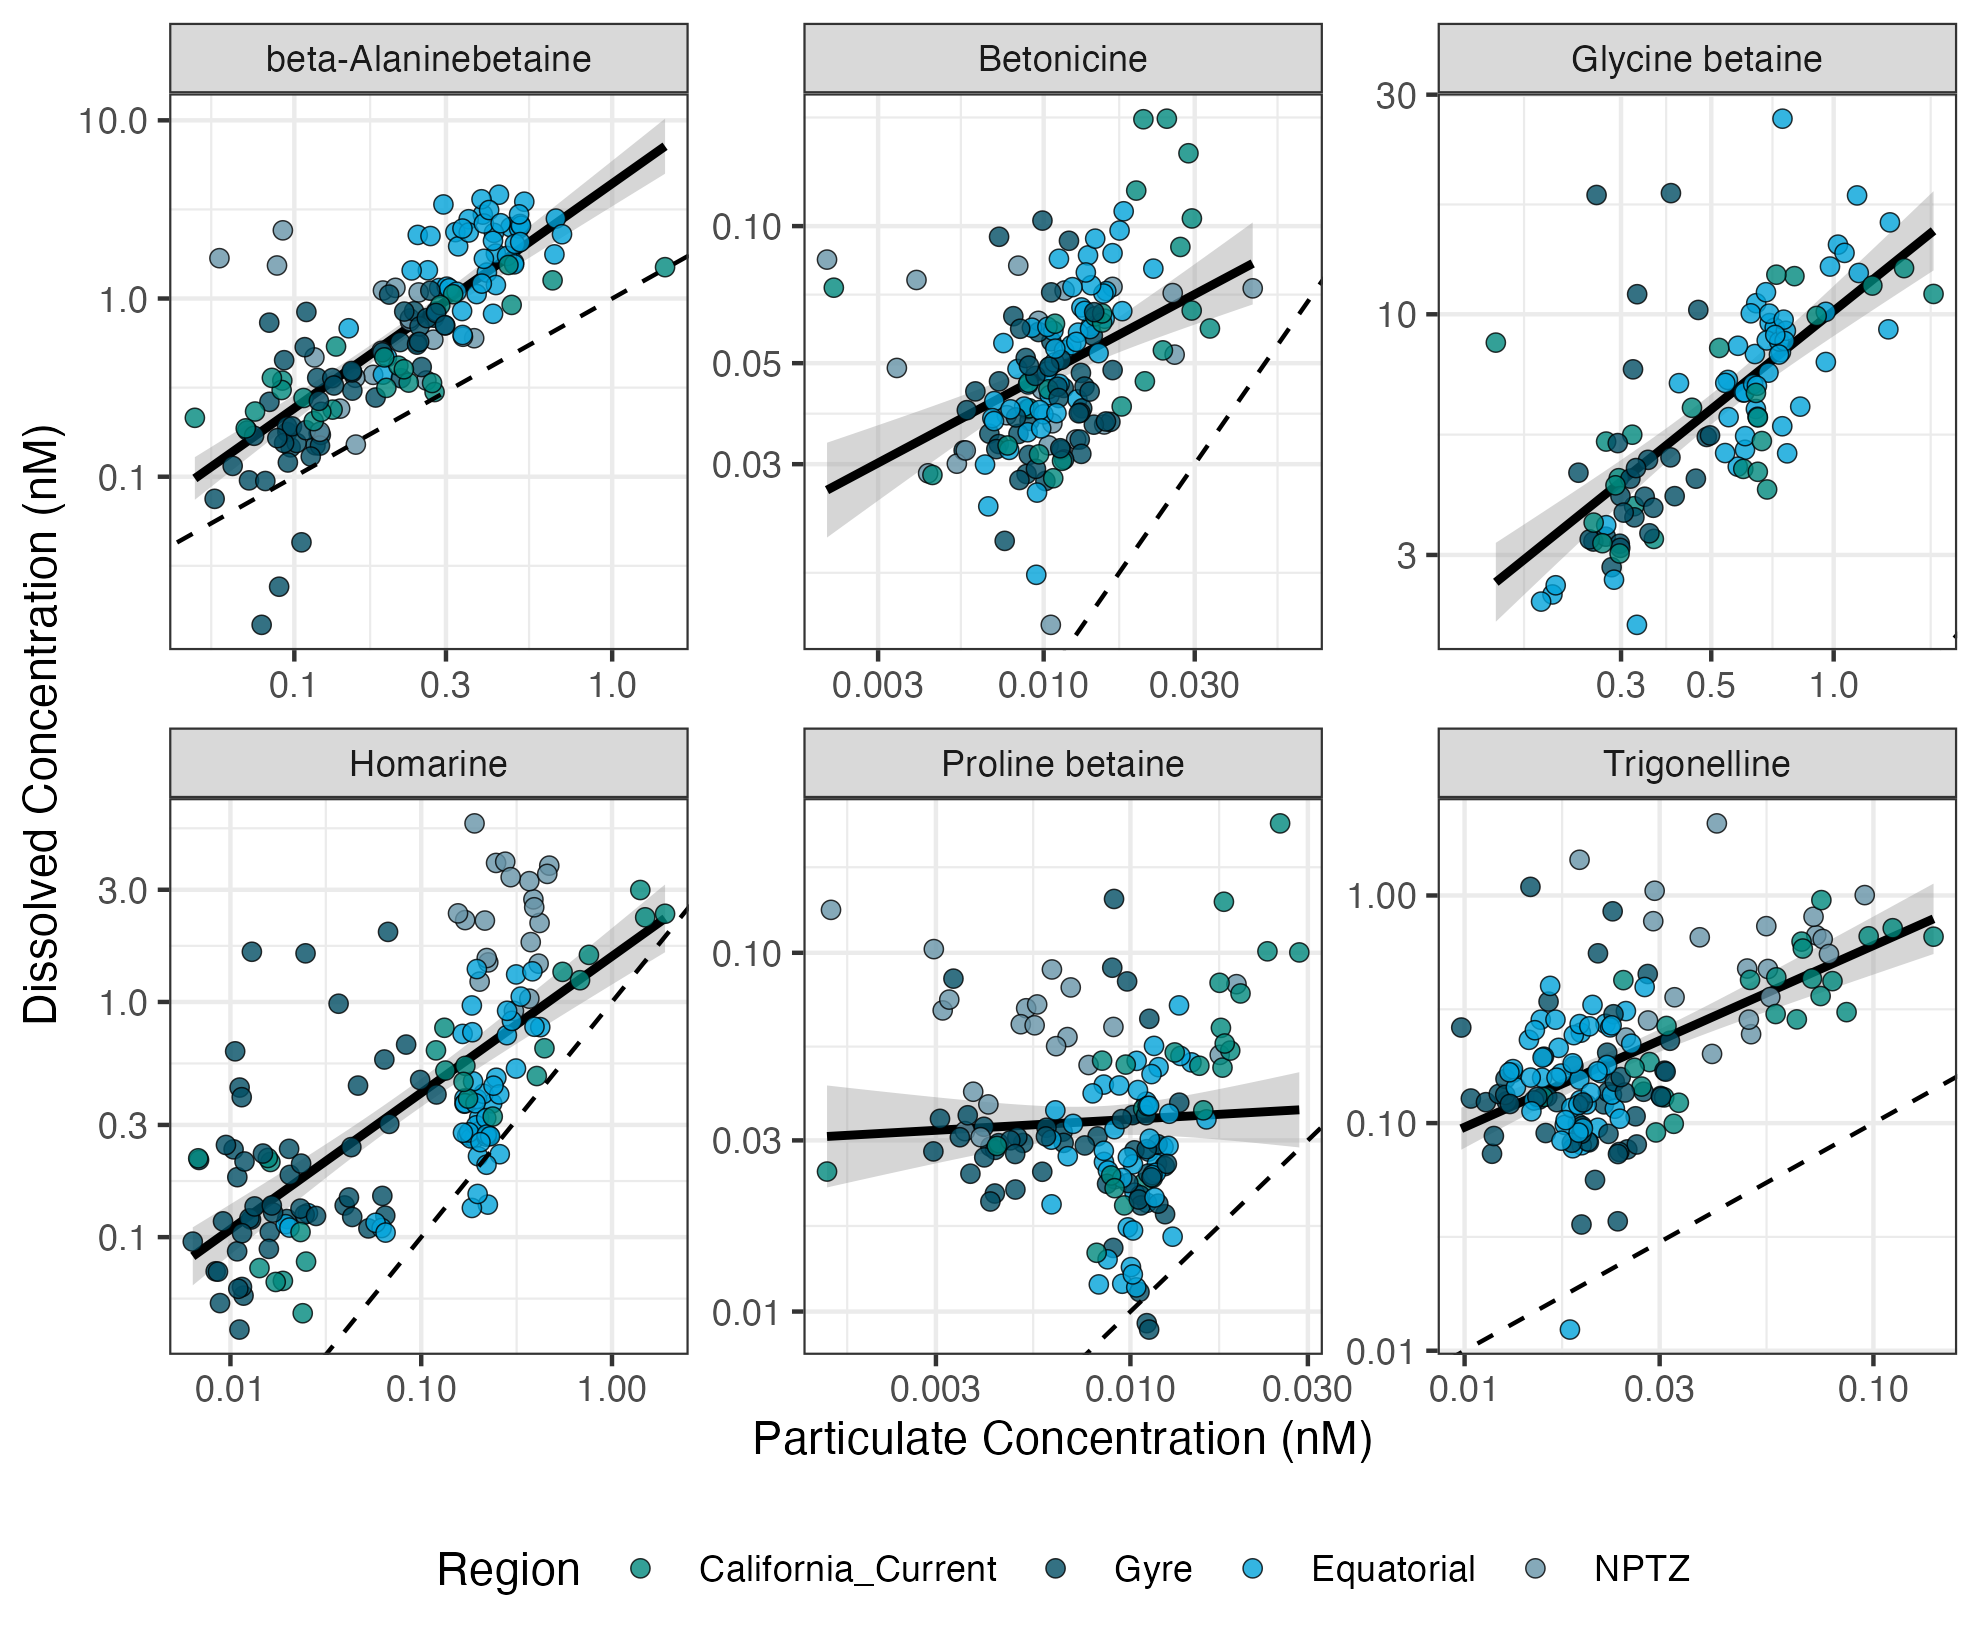 beta-Alaninebetaine Betonicine Glycine betaine
10.0
1.0
0.1
0.1 0.3 1.0
0.10
0.05
0.03
0.003 0.010 0.030
30
10
3
0.3 0.5 1.0
Dissolved Concentration (nM)
Homarine Proline betaine Trigonelline
3.0
1.0
0.3
0.1
0.01 0.10 1.00
0.10
0.03
0.01
0.003 0.010 0.030
1.00
0.10
0.01
0.01 0.03 0.10
Particulate Concentration (nM)
Region California_Current Gyre Equatorial NPTZ